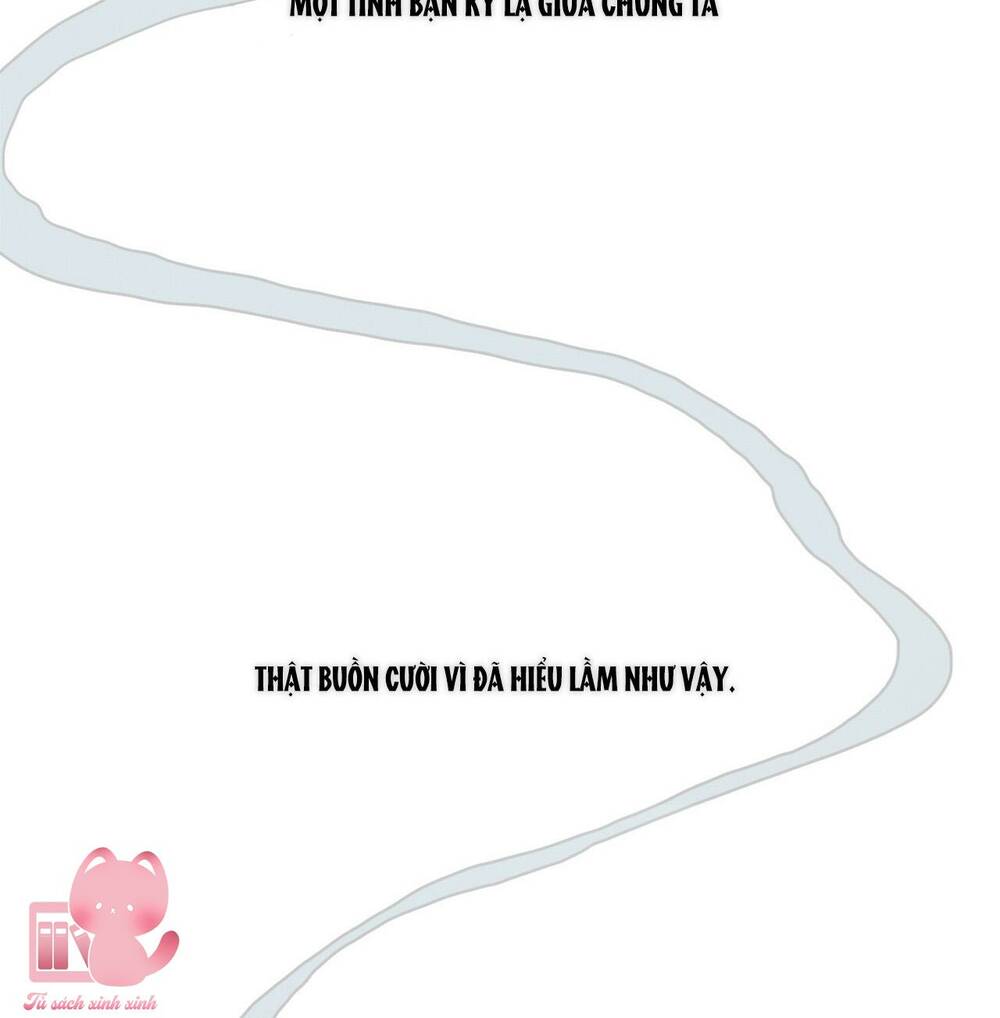 MỘT TÌNH BẠN KỲ LẠ GIỮA CHÚNG TA
THẬT BUỒN CƯỜI VÌ ĐÃ HIỂU LẦM NHƯ VẬY.
Tủ sách xinh xinh